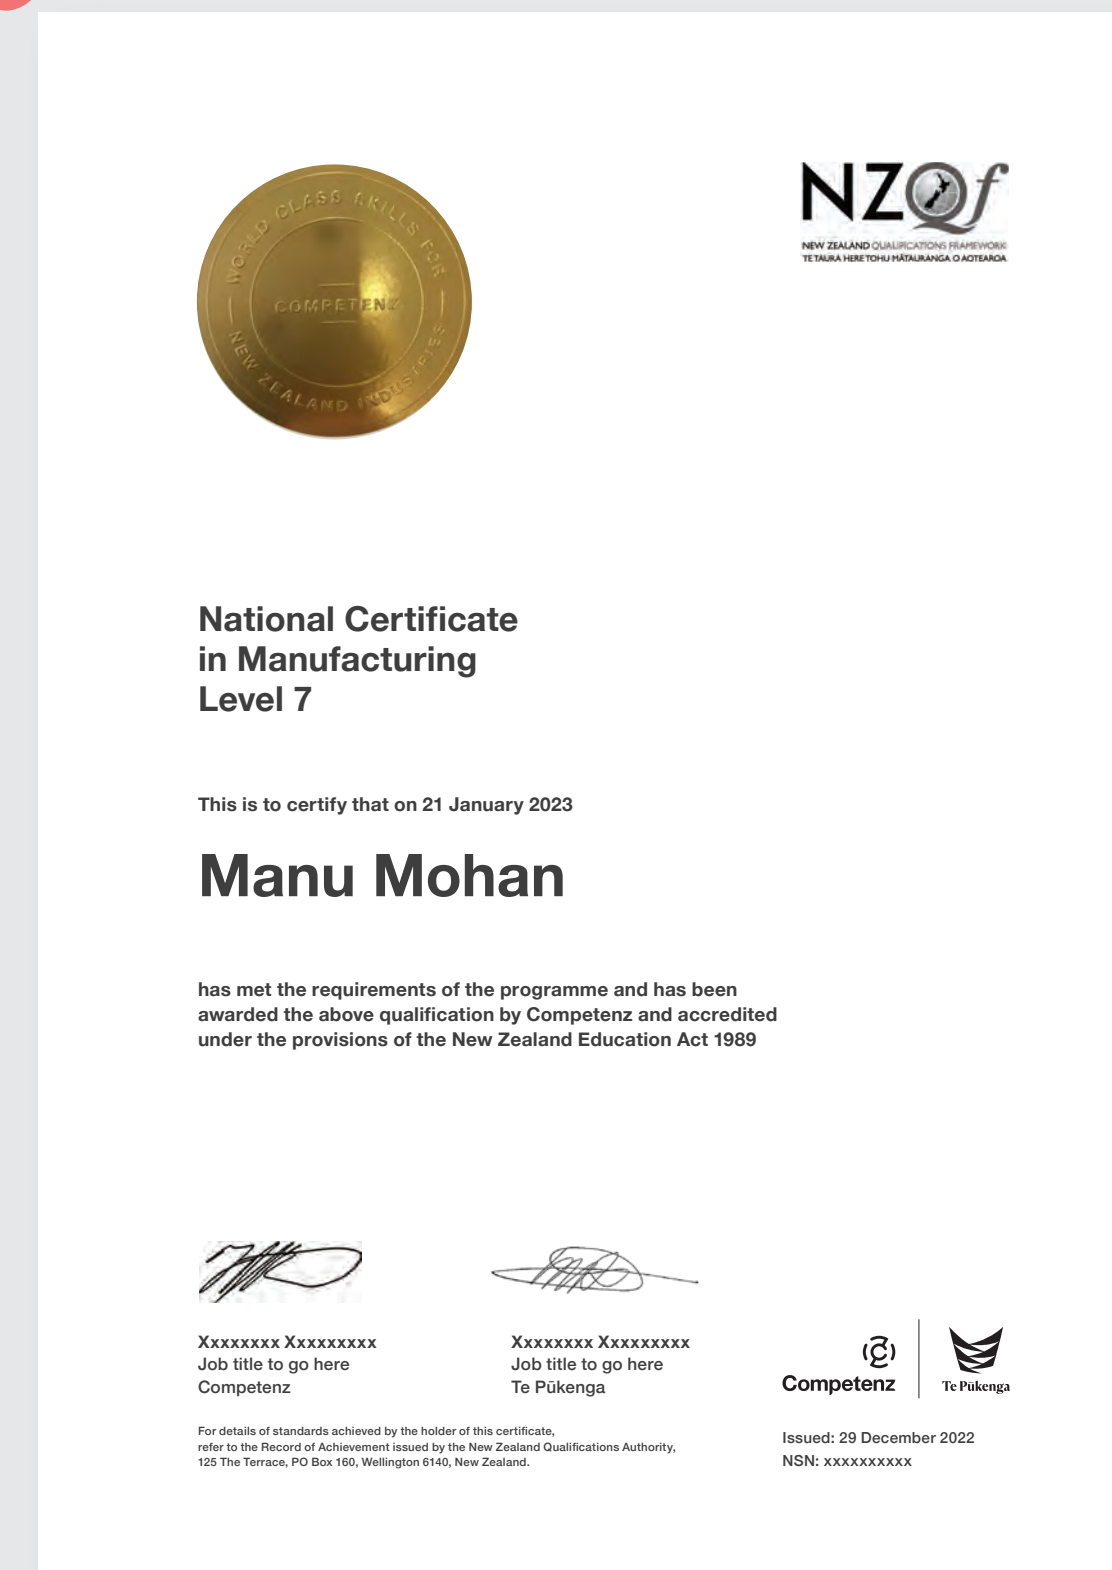 WORLD CLASS SKILLS FOR
COMPETENZ
NEW ZEALAND INDUSTRIES
NZQf
NEW ZEALAND QUALIFICATIONS FRAMEWORK
TE TAURA HERE TOHU MĀTAURANGA O AOTEAROA
National Certificate
in Manufacturing
Level 7
This is to certify that on 21 January 2023
Manu Mohan
has met the requirements of the programme and has been
awarded the above qualification by Competenz and accredited
under the provisions of the New Zealand Education Act 1989
Xxxxxxxx Xxxxxxxxx
Job title to go here
Competenz
Xxxxxxxx Xxxxxxxxx
Job title to go here
Te Pūkenga
Competenz
Te Pūkenga
For details of standards achieved by the holder of this certificate,
refer to the Record of Achievement issued by the New Zealand Qualifications Authority,
125 The Terrace, PO Box 160, Wellington 6140, New Zealand.
Issued: 29 December 2022
NSN: xxxxxxxxxx